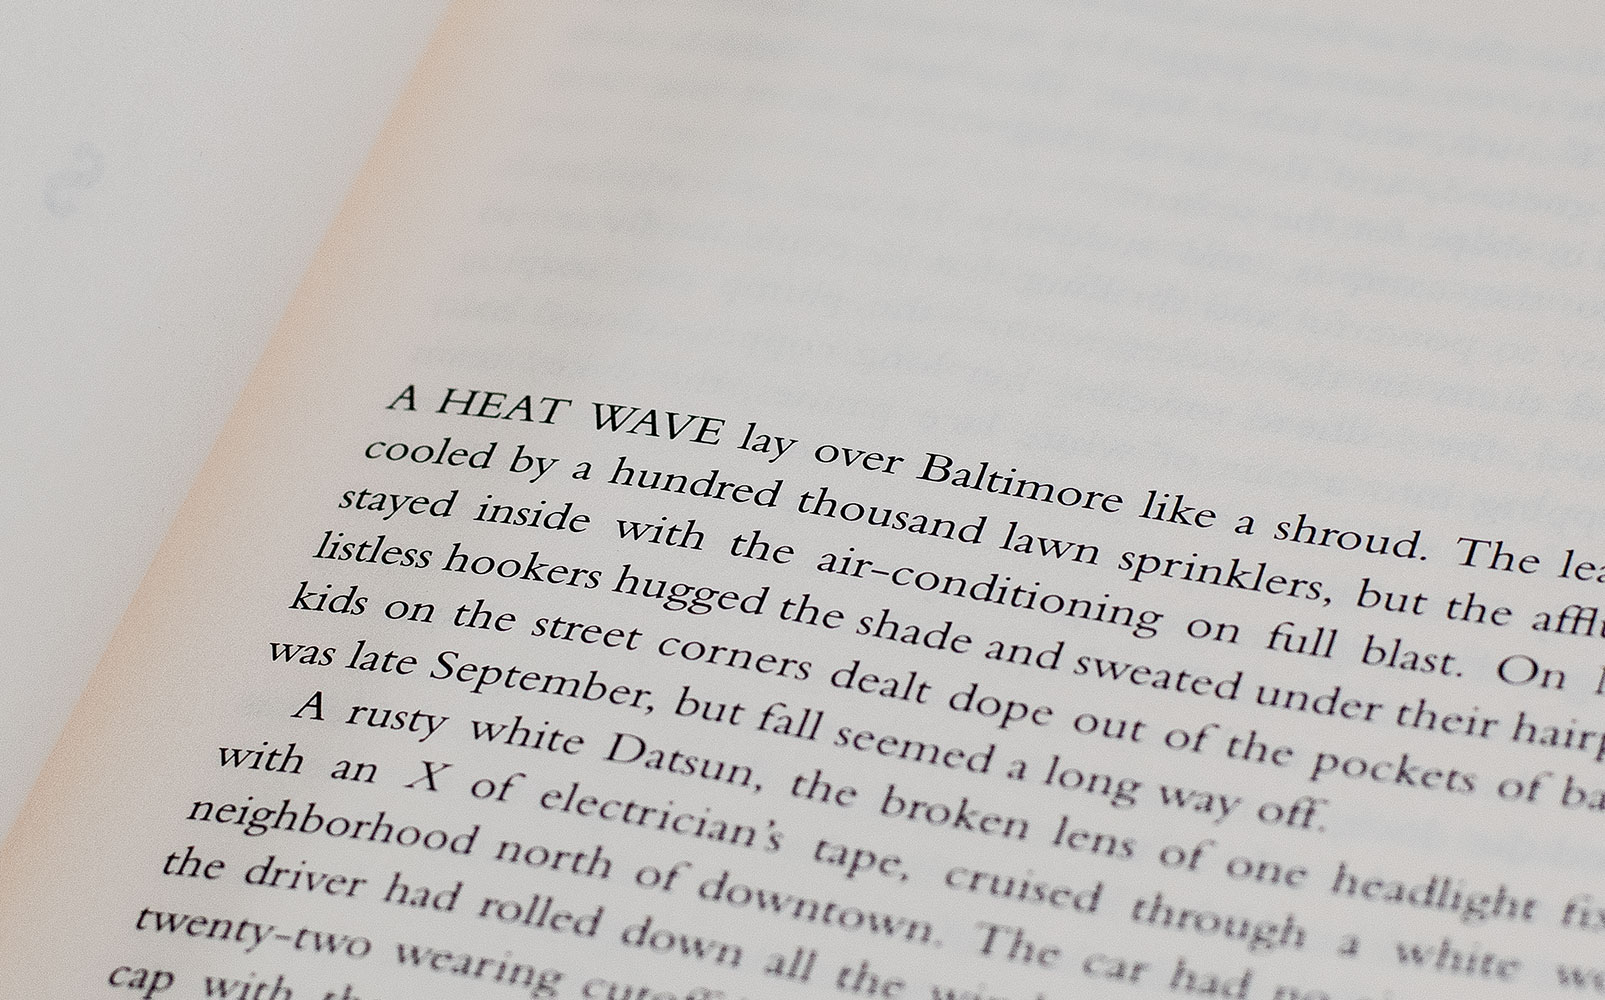 A HEAT WAVE lay over Baltimore like a shroud. The
cooled by a hundred thousand lawn sprinklers, but the
stayed inside with the air-conditioning on full blast. On
listless hookers hugged the shade and sweated under their
kids on the street corners dealt dope out of the pockets of
was late September, but fall seemed a long way off.
A rusty white Datsun, the broken lens of one headlight
with an X of electrician's tape, cruised through a white
neighborhood north of downtown. The car had no
the driver had rolled down all the
twenty-two wearing
cap with